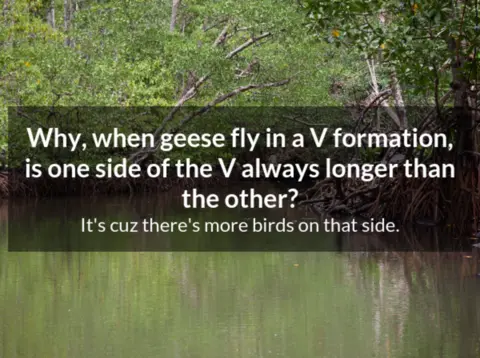 Why, when geese fly in a V formation,
is one side of the V always longer than
the other?
It's cuz there's more birds on that side.